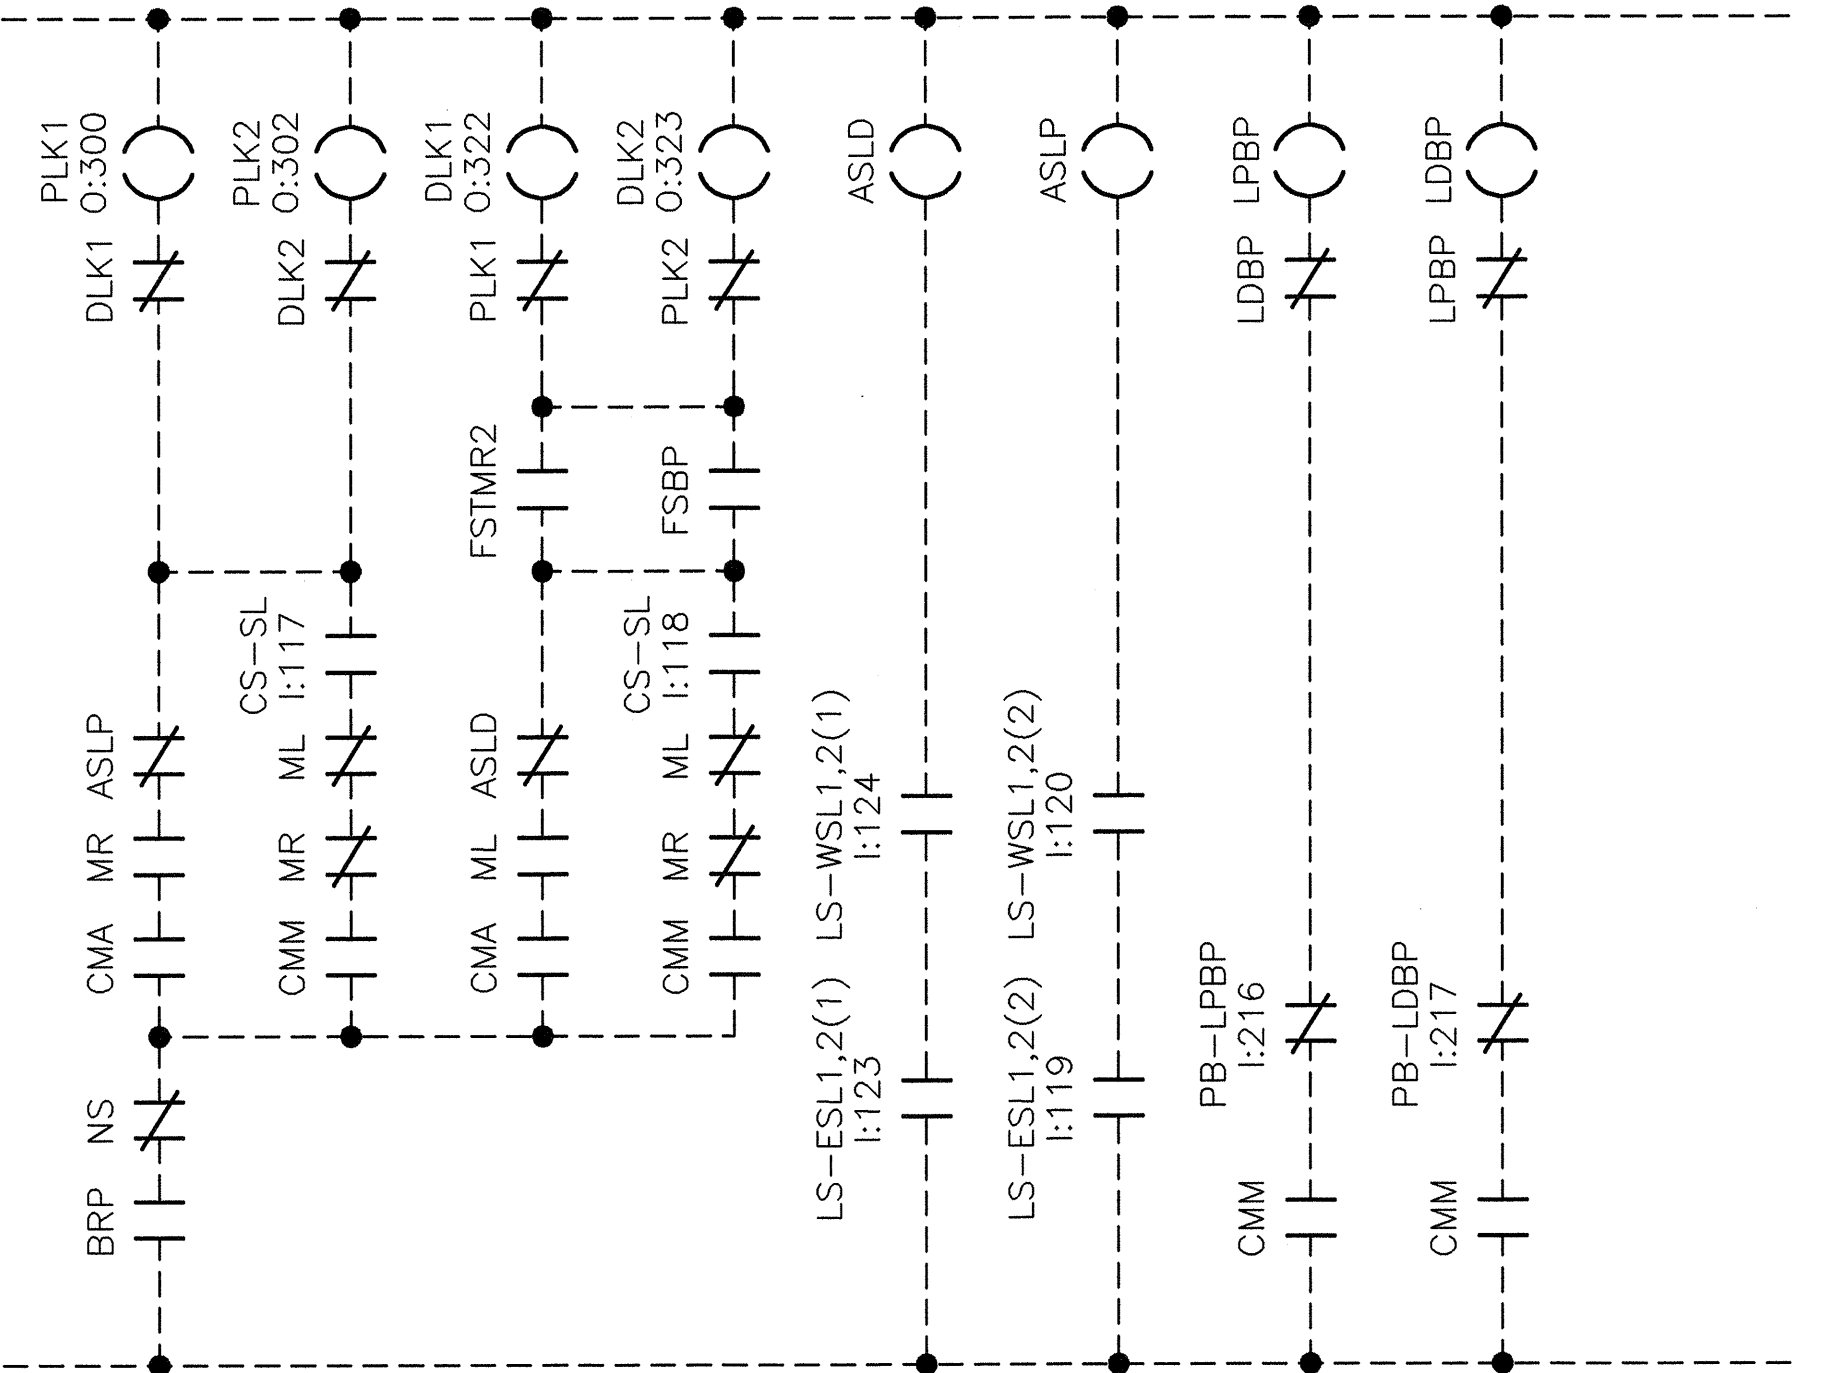 BRP
NS
CMA
MR
ASLP
DLK1
PLK1
O:300
CMM
MR
ML
CS-SL
I:117
DLK2
PLK2
O:302
CMA
ML
ASLD
FSTMR2
PLK1
DLK1
O:322
CMM
MR
ML
CS-SL
I:118
FSBP
PLK2
DLK2
O:323
LS-ESL1,2(1)
I:123
LS-WSL1,2(1)
I:124
ASLD
LS-ESL1,2(2)
I:119
LS-WSL1,2(2)
I:120
ASLP
CMM
PB-LPBP
I:216
LDBP
LPBP
CMM
PB-LDBP
I:217
LPBP
LDBP